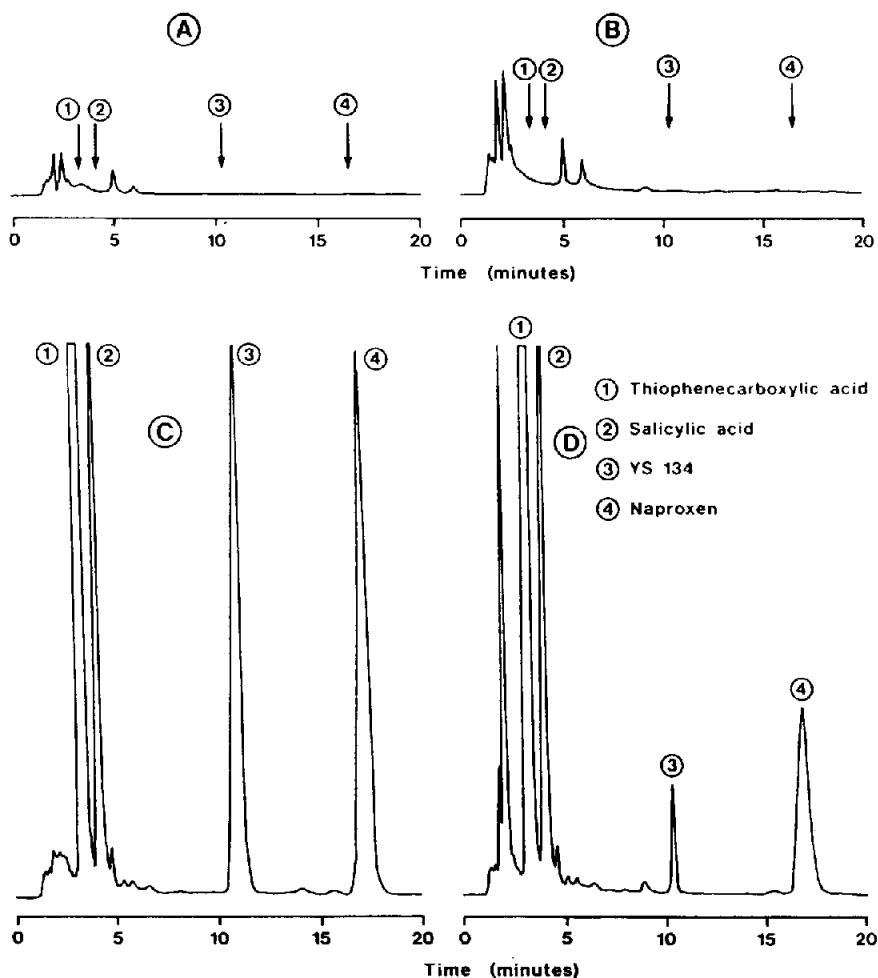 A
B
① ② ③ ④
① ② ③ ④
0 5 10 15 20
0 5 10 15 20
Time (minutes)
① ② ③ ④
① ②
C
D
① Thiophenecarboxylic acid
② Salicylic acid
③ YS 134
④ Naproxen
③ ④
0 5 10 15 20
0 5 10 15 20
Time (minutes)